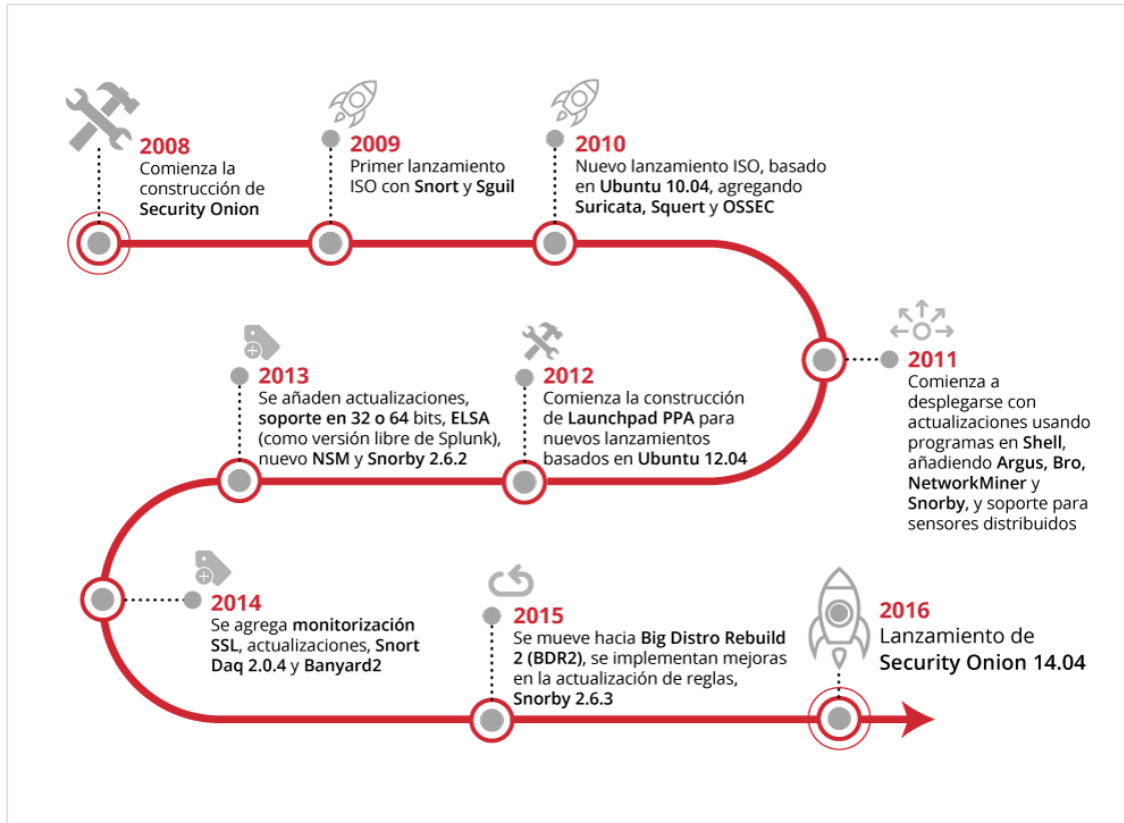 2008
Comienza la
construcción de
Security Onion
2009
Primer lanzamiento
ISO con Snort y Sguil
2010
Nuevo lanzamiento ISO, basado
en Ubuntu 10.04, agregando
Suricata, Squert y OSSEC
2011
Comienza a
desplegarse con
actualizaciones usando
programas en Shell,
añadiendo Argus, Bro,
NetworkMiner y
Snorby, y soporte para
sensores distribuidos
2012
Comienza la construcción
de Launchpad PPA para
nuevos lanzamientos
basados en Ubuntu 12.04
2013
Se añaden actualizaciones,
soporte en 32 o 64 bits, ELSA
(como versión libre de Splunk),
nuevo NSM y Snorby 2.6.2
2014
Se agrega monitorización
SSL, actualizaciones, Snort
Daq 2.0.4 y Banyard2
2015
Se mueve hacia Big Distro Rebuild
2 (BDR2), se implementan mejoras
en la actualización de reglas,
Snorby 2.6.3
2016
Lanzamiento de
Security Onion 14.04